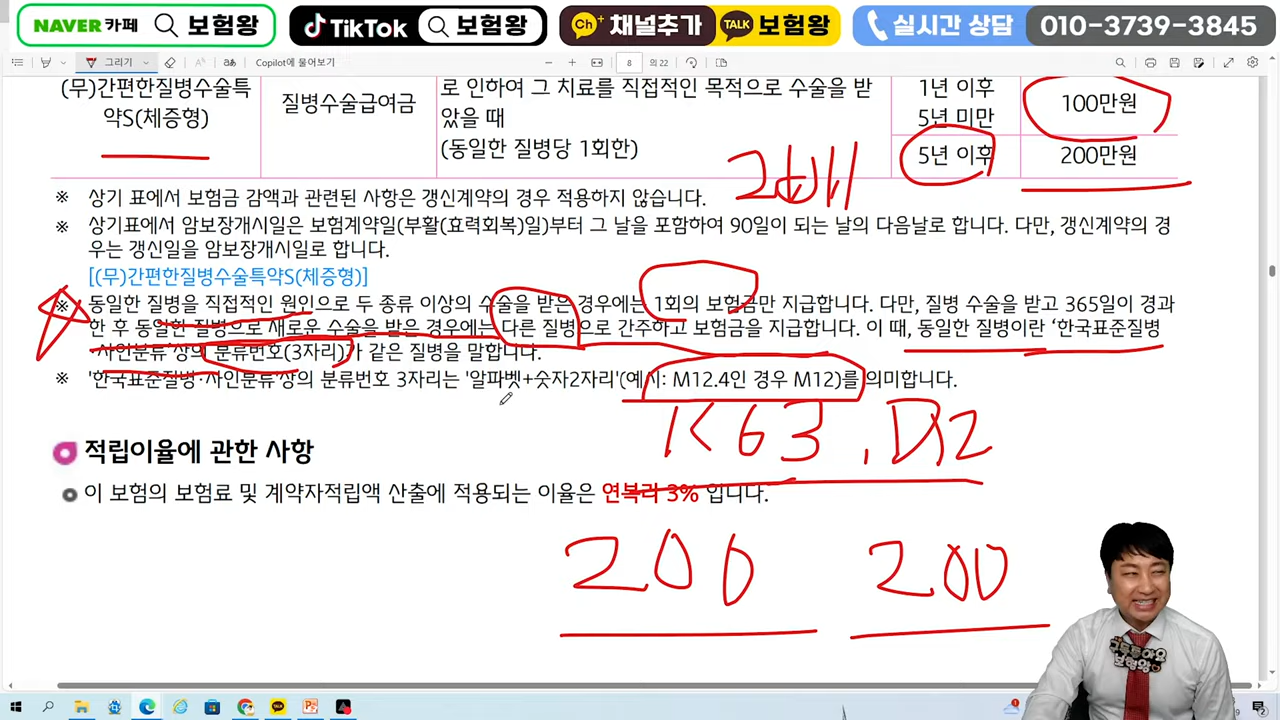 NAVER 카페 보험왕 TikTok 보험왕 Ch+ 채널추가 TALK 보험왕 실시간 상담 010-3739-3845
그리기 Copilot에 물어보기 8 의 22
(무)간편한질병수술특약S(체증형)
질병수술급여금
로 인하여 그 치료를 직접적인 목적으로 수술을 받았을 때
(동일한 질병당 1회한)
1년 이후
5년 미만
100만원
5년 이후
200만원
※ 상기 표에서 보험금 감액과 관련된 사항은 갱신계약의 경우 적용하지 않습니다.
※ 상기표에서 암보장개시일은 보험계약일(부활(효력회복)일)부터 그 날을 포함하여 90일이 되는 날의 다음날로 합니다. 다만, 갱신계약의 경
우는 갱신일을 암보장개시일로 합니다.
[(무)간편한질병수술특약S(체증형)]
※ 동일한 질병을 직접적인 원인으로 두 종류 이상의 수술을 받은 경우에는 1회의 보험금만 지급합니다. 다만, 질병 수술을 받고 365일이 경과
한 후 동일한 질병으로 새로운 수술을 받은 경우에는 다른 질병으로 간주하고 보험금을 지급합니다. 이 때, 동일한 질병이란 '한국표준질병
·사인분류'상의 분류번호(3자리)가 같은 질병을 말합니다.
※ '한국표준질병·사인분류'상의 분류번호 3자리는 '알파벳+숫자2자리'(예시: M12.4인 경우 M12)를 의미합니다.
K63, D12
적립이율에 관한 사항
이 보험의 보험료 및 계약자적립액 산출에 적용되는 이율은 연복리 3% 입니다.
200 200
구독좋아요
보험왕